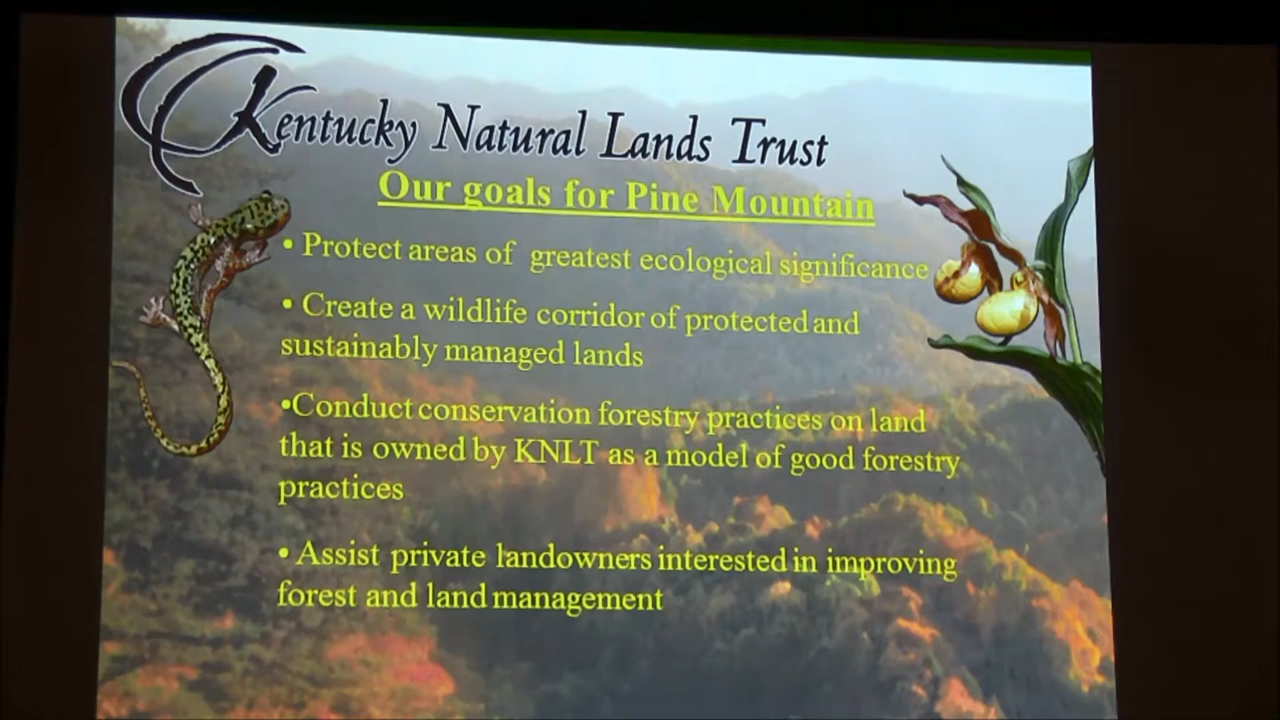 Kentucky Natural Lands Trust
Our goals for Pine Mountain
• Protect areas of greatest ecological significance
• Create a wildlife corridor of protected and
sustainably managed lands
•Conduct conservation forestry practices on land
that is owned by KNLT as a model of good forestry
practices
• Assist private landowners interested in improving
forest and land management